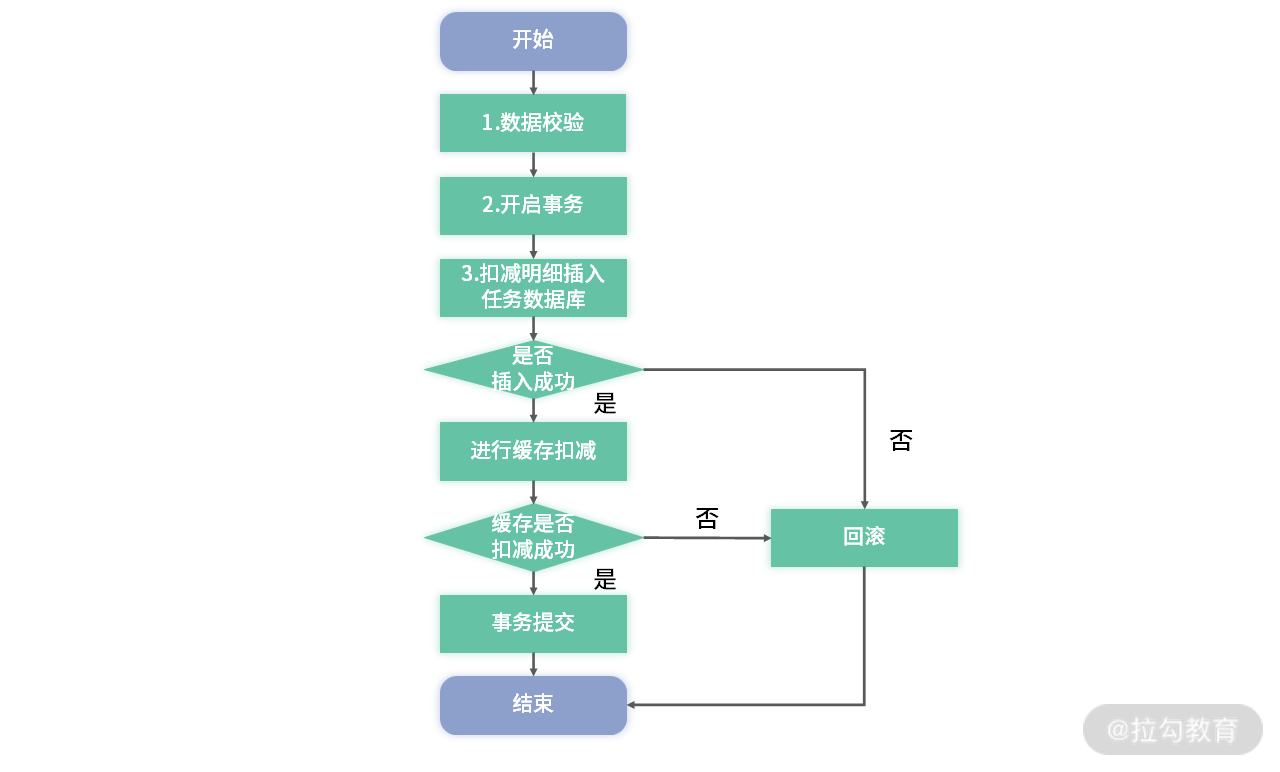 开始
1.数据校验
2.开启事务
3.扣减明细插入
任务数据库
是否
插入成功
是
否
进行缓存扣减
缓存是否
扣减成功
否
回滚
是
事务提交
结束
@拉勾教育